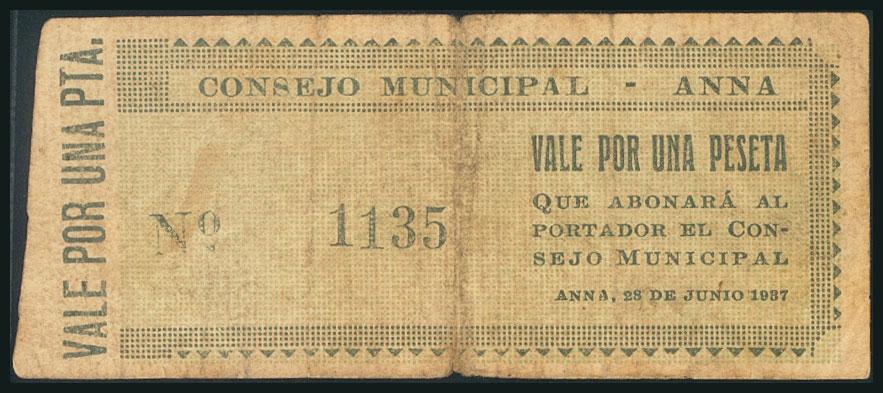 VALE POR UNA PTA.
CONSEJO MUNICIPAL - ANNA
VALE POR UNA PESETA
QUE ABONARÁ AL
PORTADOR EL CON-
SEJO MUNICIPAL
ANNA, 28 DE JUNIO 1937
Nº 1135